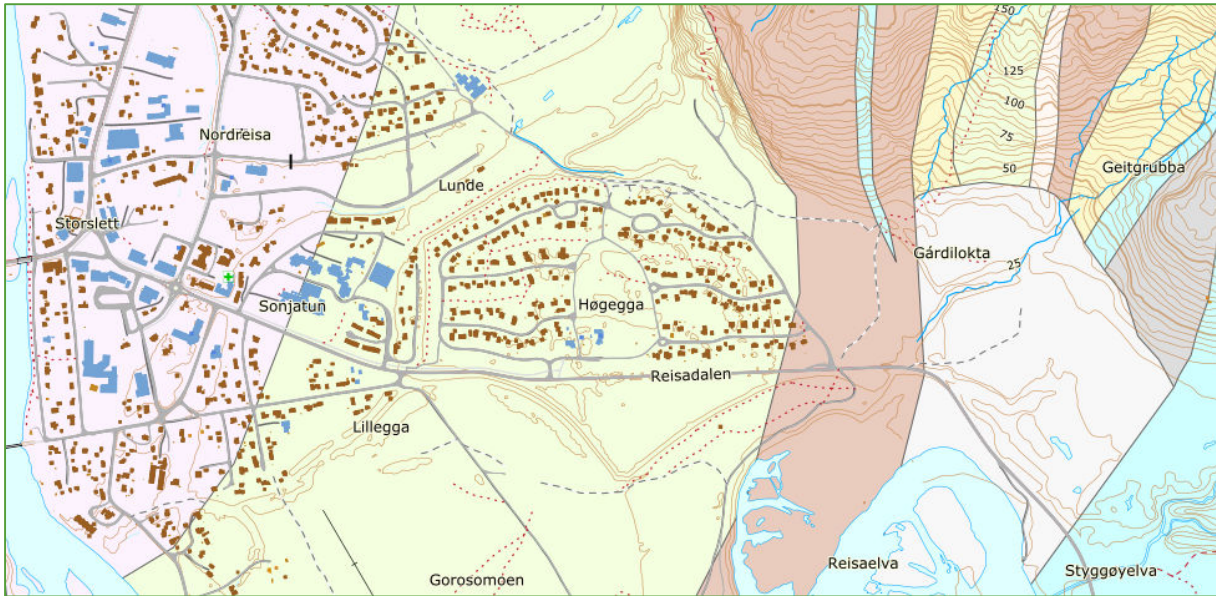 150
125
100
75
50
Geitgrubba
Nordreisa
Lunde
Storslett
Gárdilokta
25
Sonjatun
Høgegga
Reisadalen
Lillegga
Reisaelva
Styggøyelva
Gorosomoen